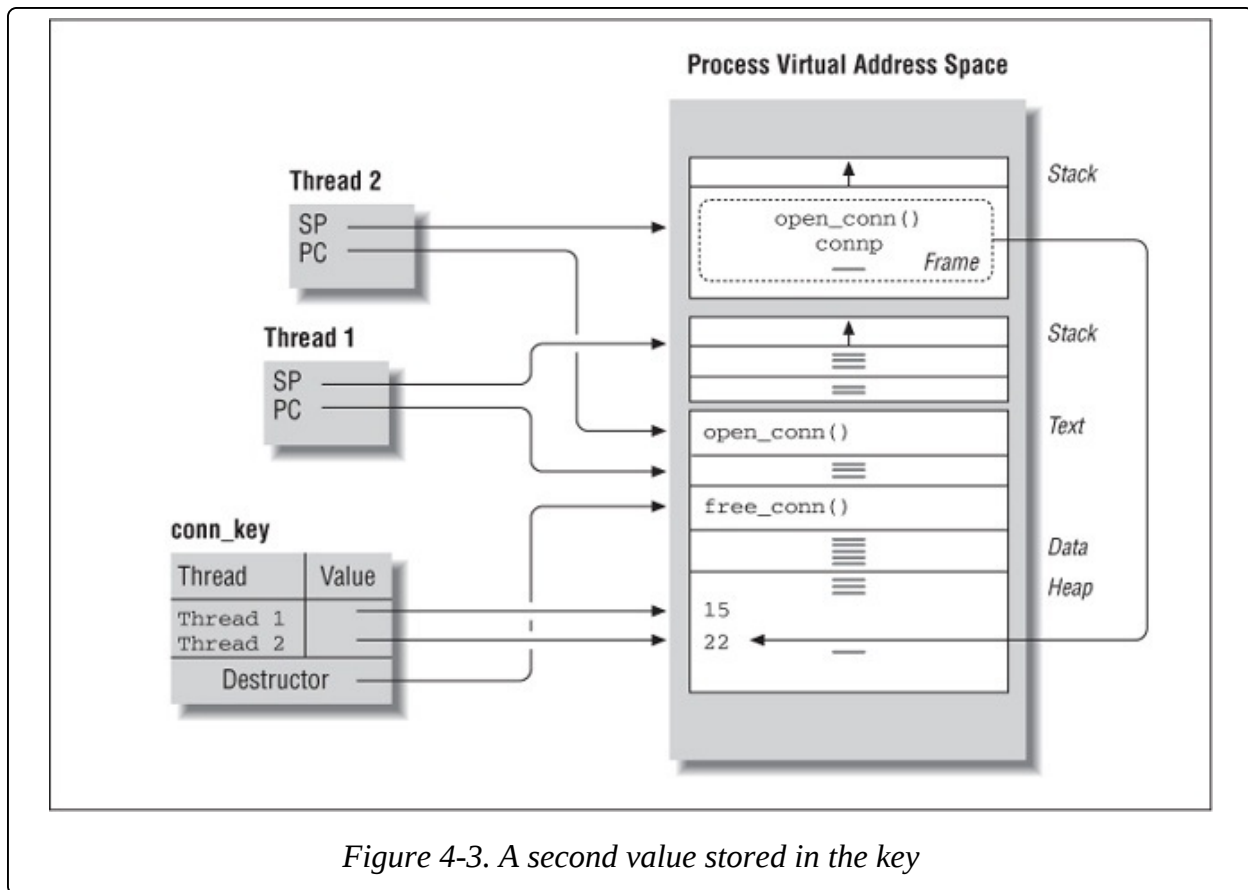 Process Virtual Address Space
Thread 2
SP
PC
Thread 1
SP
PC
conn_key
Thread Value
Thread 1
Thread 2
Destructor
Stack
open_conn()
connp
Frame
Stack
open_conn()
Text
free_conn()
Data
Heap
15
22
Figure 4-3. A second value stored in the key